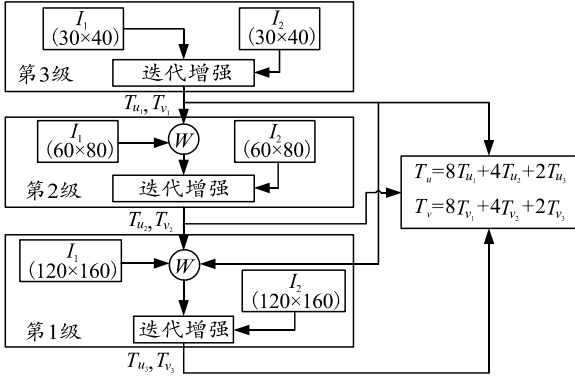 I₁
(30×40)
I₂
(30×40)
迭代增强
第3级
Tu₁, Tv₁
I₁
(60×80)
W
I₂
(60×80)
迭代增强
第2级
Tu=8Tu₁+4Tu₂+2Tu₃
Tv=8Tv₁+4Tv₂+2Tv₃
Tu₂, Tv₂
I₁
(120×160)
W
I₂
(120×160)
迭代增强
第1级
Tu₃, Tv₃